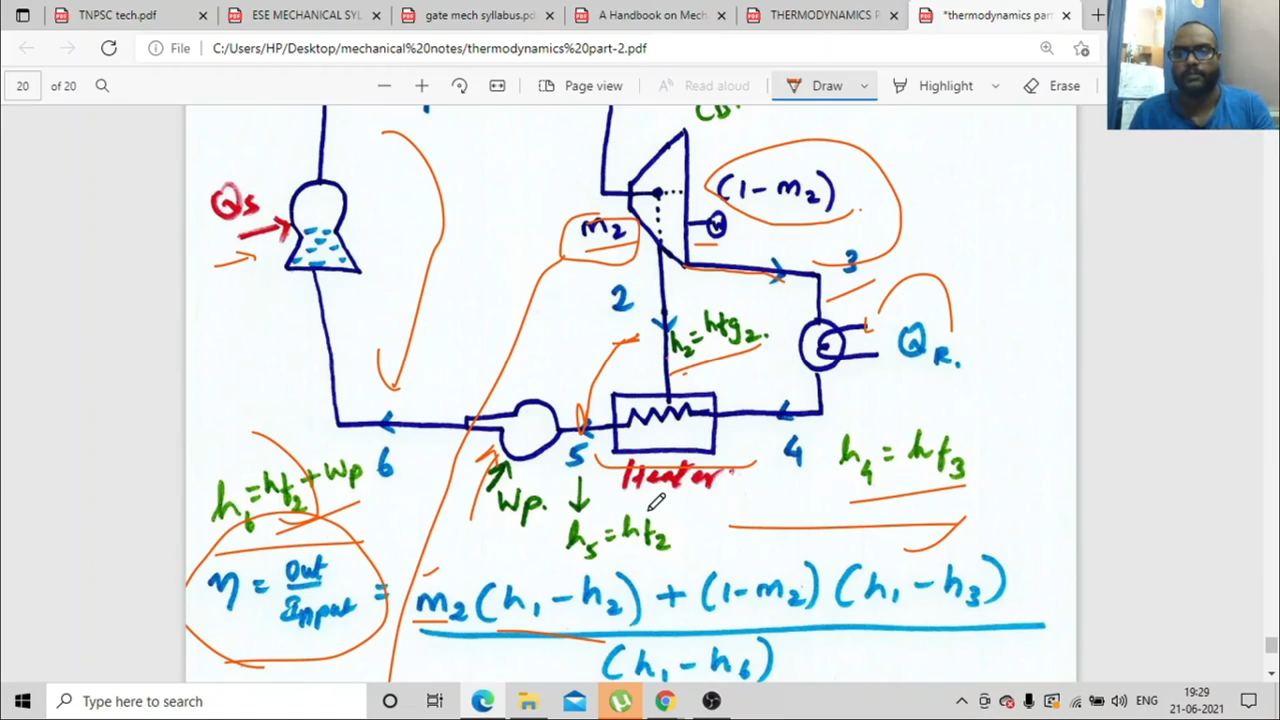 TNPSC tech.pdf
ESE MECHANICAL SYL
gate mech syllabus.pd
A Handbook on Mech
THERMODYNAMICS P
*thermodynamics par
File
C:/Users/HP/Desktop/mechanical%20notes/thermodynamics%20part-2.pdf
20 of 20
Page view
Read aloud
Draw
Highlight
Erase
Qs
m2
(1-m2)
3
2
h2=hfg2.
QR.
6
5
4
h4 = hf3
Heater
h6=hf2+Wp
Wp.
h5=hf2
η = Out/Innput = m2(h1-h2) + (1-m2)(h1-h3)
(h1-h6)
Type here to search
ENG
19:29
21-06-2021